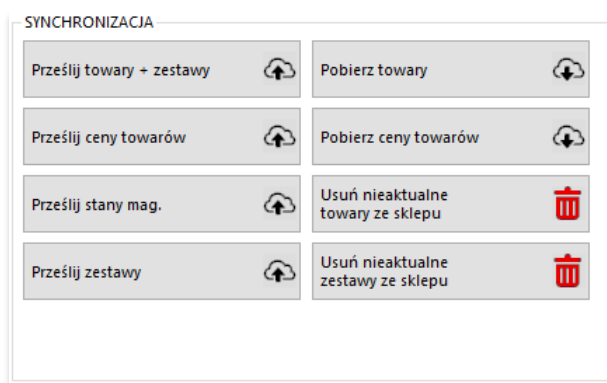 SYNCHRONIZACJA
Prześlij towary + zestawy
Pobierz towary
Prześlij ceny towarów
Pobierz ceny towarów
Prześlij stany mag.
Usuń nieaktualne
towary ze sklepu
Prześlij zestawy
Usuń nieaktualne
zestawy ze sklepu